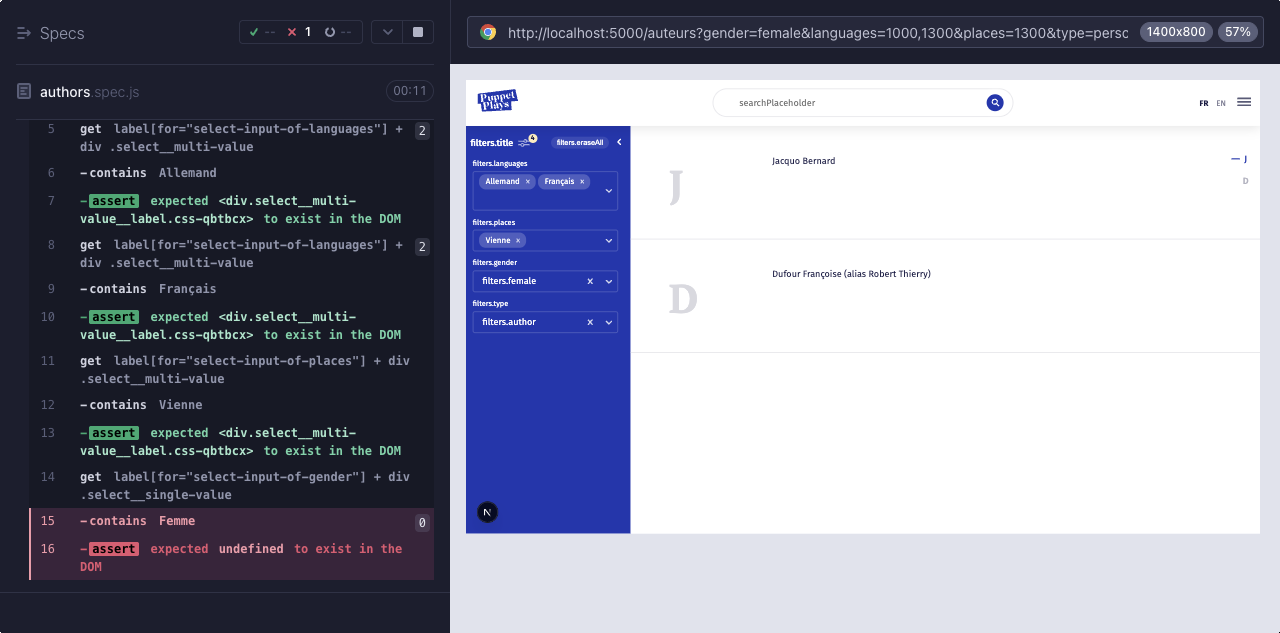 Specs
-- 1 --
authors.spec.js
00:11
5 get label[for="select-input-of-languages"] + 2
div .select__multi-value
6 -contains Allemand
7 -assert expected <div.select__multi-
value__label.css-qbtbcx> to exist in the DOM
8 get label[for="select-input-of-languages"] + 2
div .select__multi-value
9 -contains Français
10 -assert expected <div.select__multi-
value__label.css-qbtbcx> to exist in the DOM
11 get label[for="select-input-of-places"] + div
.select__multi-value
12 -contains Vienne
13 -assert expected <div.select__multi-
value__label.css-qbtbcx> to exist in the DOM
14 get label[for="select-input-of-gender"] + div
.select__single-value
15 -contains Femme 0
16 -assert expected undefined to exist in the
DOM
http://localhost:5000/auteurs?gender=female&languages=1000,1300&places=1300&type=perso
1400x800
57%
Puppet
Plays
searchPlaceholder
FR EN
filters.title 4 filters.eraseAll
filters.languages
Allemand × Français ×
filters.places
Vienne ×
filters.gender
filters.female
filters.type
filters.author
N
J
Jacquo Bernard
J
D
D
Dufour Françoise (alias Robert Thierry)